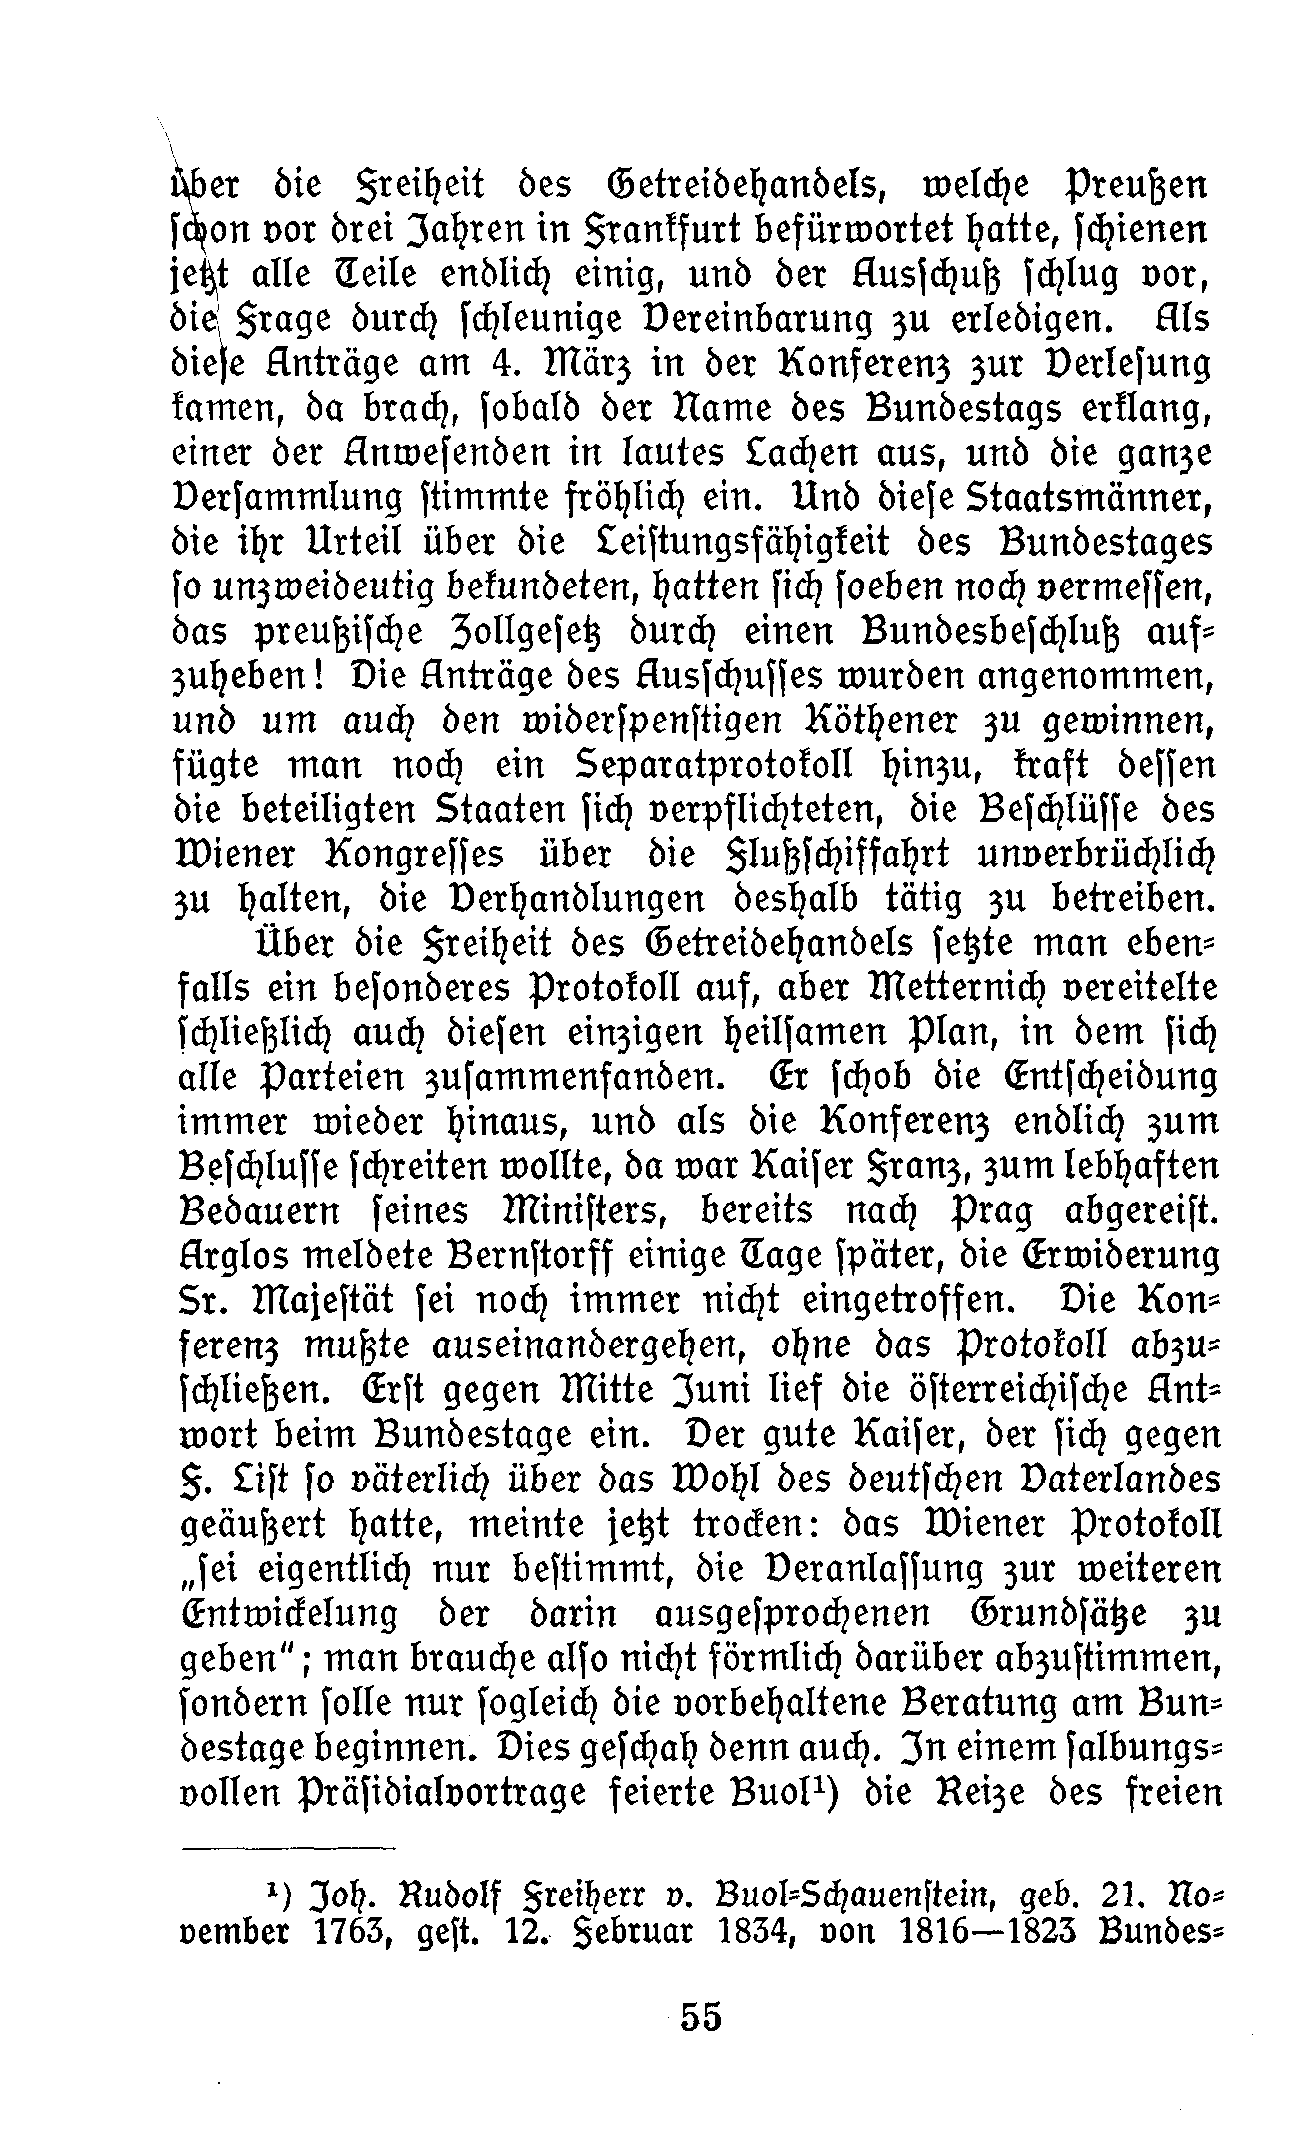 über die Freiheit des Getreidehandels, welche Preußen
schon vor drei Jahren in Frankfurt befürwortet hatte, schienen
jetzt alle Teile endlich einig, und der Ausschuß schlug vor,
die Frage durch schleunige Vereinbarung zu erledigen. Als
diese Anträge am 4. März in der Konferenz zur Verlesung
kamen, da brach, sobald der Name des Bundestags erklang,
einer der Anwesenden in lautes Lachen aus, und die ganze
Versammlung stimmte fröhlich ein. Und diese Staatsmänner,
die ihr Urteil über die Leistungsfähigkeit des Bundestages
so unzweideutig bekundeten, hatten sich soeben noch vermessen,
das preußische Zollgesetz durch einen Bundesbeschluß auf-
zuheben! Die Anträge des Ausschusses wurden angenommen,
und um auch den widerspenstigen Köthener zu gewinnen,
fügte man noch ein Separatprotokoll hinzu, kraft dessen
die beteiligten Staaten sich verpflichteten, die Beschlüsse des
Wiener Kongresses über die Flußschiffahrt unverbrüchlich
zu halten, die Verhandlungen deshalb tätig zu betreiben.
Über die Freiheit des Getreidehandels setzte man eben-
falls ein besonderes Protokoll auf, aber Metternich vereitelte
schließlich auch diesen einzigen heilsamen Plan, in dem sich
alle Parteien zusammenfanden. Er schob die Entscheidung
immer wieder hinaus, und als die Konferenz endlich zum
Beschlusse schreiten wollte, da war Kaiser Franz, zum lebhaften
Bedauern seines Ministers, bereits nach Prag abgereist.
Arglos meldete Bernstorff einige Tage später, die Erwiderung
Sr. Majestät sei noch immer nicht eingetroffen. Die Kon-
ferenz mußte auseinandergehen, ohne das Protokoll abzu-
schließen. Erst gegen Mitte Juni lief die österreichische Ant-
wort beim Bundestage ein. Der gute Kaiser, der sich gegen
F. List so väterlich über das Wohl des deutschen Vaterlandes
geäußert hatte, meinte jetzt trocken: das Wiener Protokoll
„sei eigentlich nur bestimmt, die Veranlassung zur weiteren
Entwickelung der darin ausgesprochenen Grundsätze zu
geben“; man brauche also nicht förmlich darüber abzustimmen,
sondern solle nur sogleich die vorbehaltene Beratung am Bun-
destage beginnen. Dies geschah denn auch. In einem salbungs-
vollen Präsidialvortrage feierte Buol¹) die Reize des freien
¹) Joh. Rudolf Freiherr v. Buol-Schauenstein, geb. 21. No-
vember 1763, gest. 12. Februar 1834, von 1816—1823 Bundes-
55